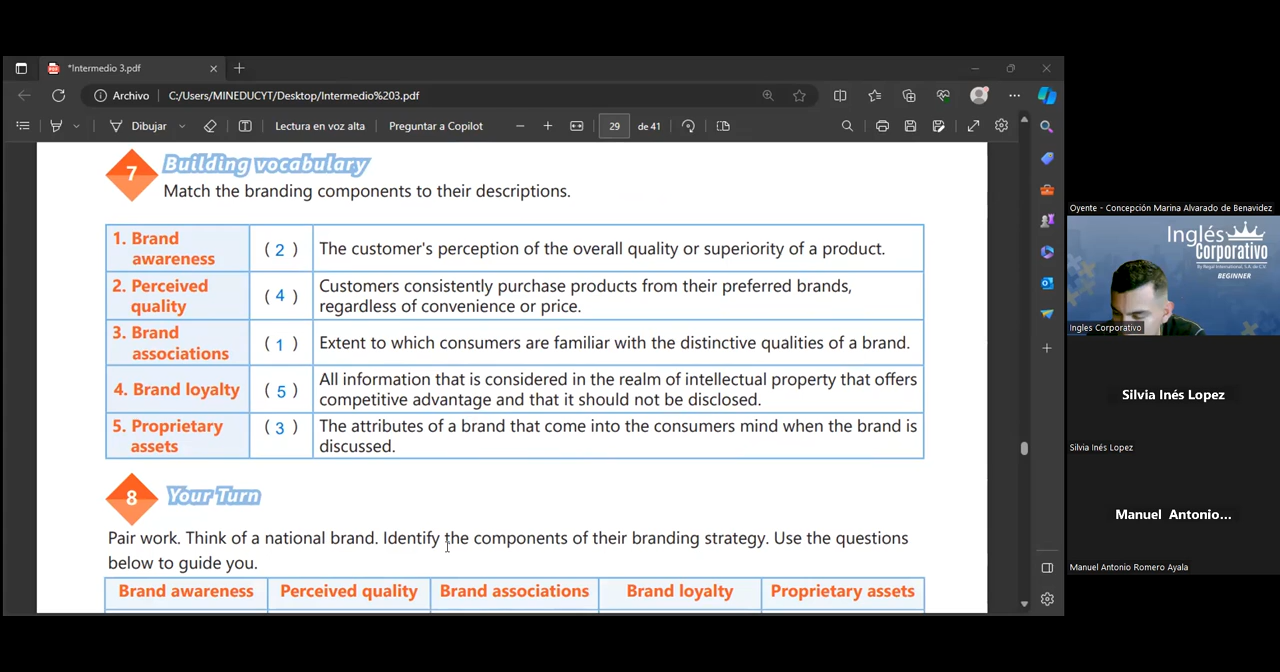 *Intermedio 3.pdf
Archivo
C:/Users/MINEDUCYT/Desktop/Intermedio%203.pdf
Dibujar
Lectura en voz alta
Preguntar a Copilot
29
de 41
7
Building vocabulary
Match the branding components to their descriptions.
1. Brand awareness
( 2 )
The customer's perception of the overall quality or superiority of a product.
2. Perceived quality
( 4 )
Customers consistently purchase products from their preferred brands,
regardless of convenience or price.
3. Brand associations
( 1 )
Extent to which consumers are familiar with the distinctive qualities of a brand.
4. Brand loyalty
( 5 )
All information that is considered in the realm of intellectual property that offers
competitive advantage and that it should not be disclosed.
5. Proprietary assets
( 3 )
The attributes of a brand that come into the consumers mind when the brand is
discussed.
8
Your Turn
Pair work. Think of a national brand. Identify the components of their branding strategy. Use the questions
below to guide you.
Brand awareness
Perceived quality
Brand associations
Brand loyalty
Proprietary assets
Oyente - Concepción Marina Alvarado de Benavidez
Inglés
Corporativo
By Regal International, S.A. de C.V.
BEGINNER
Ingles Corporativo
Silvia Inés Lopez
Silvia Inés Lopez
Manuel Antonio...
Manuel Antonio Romero Ayala